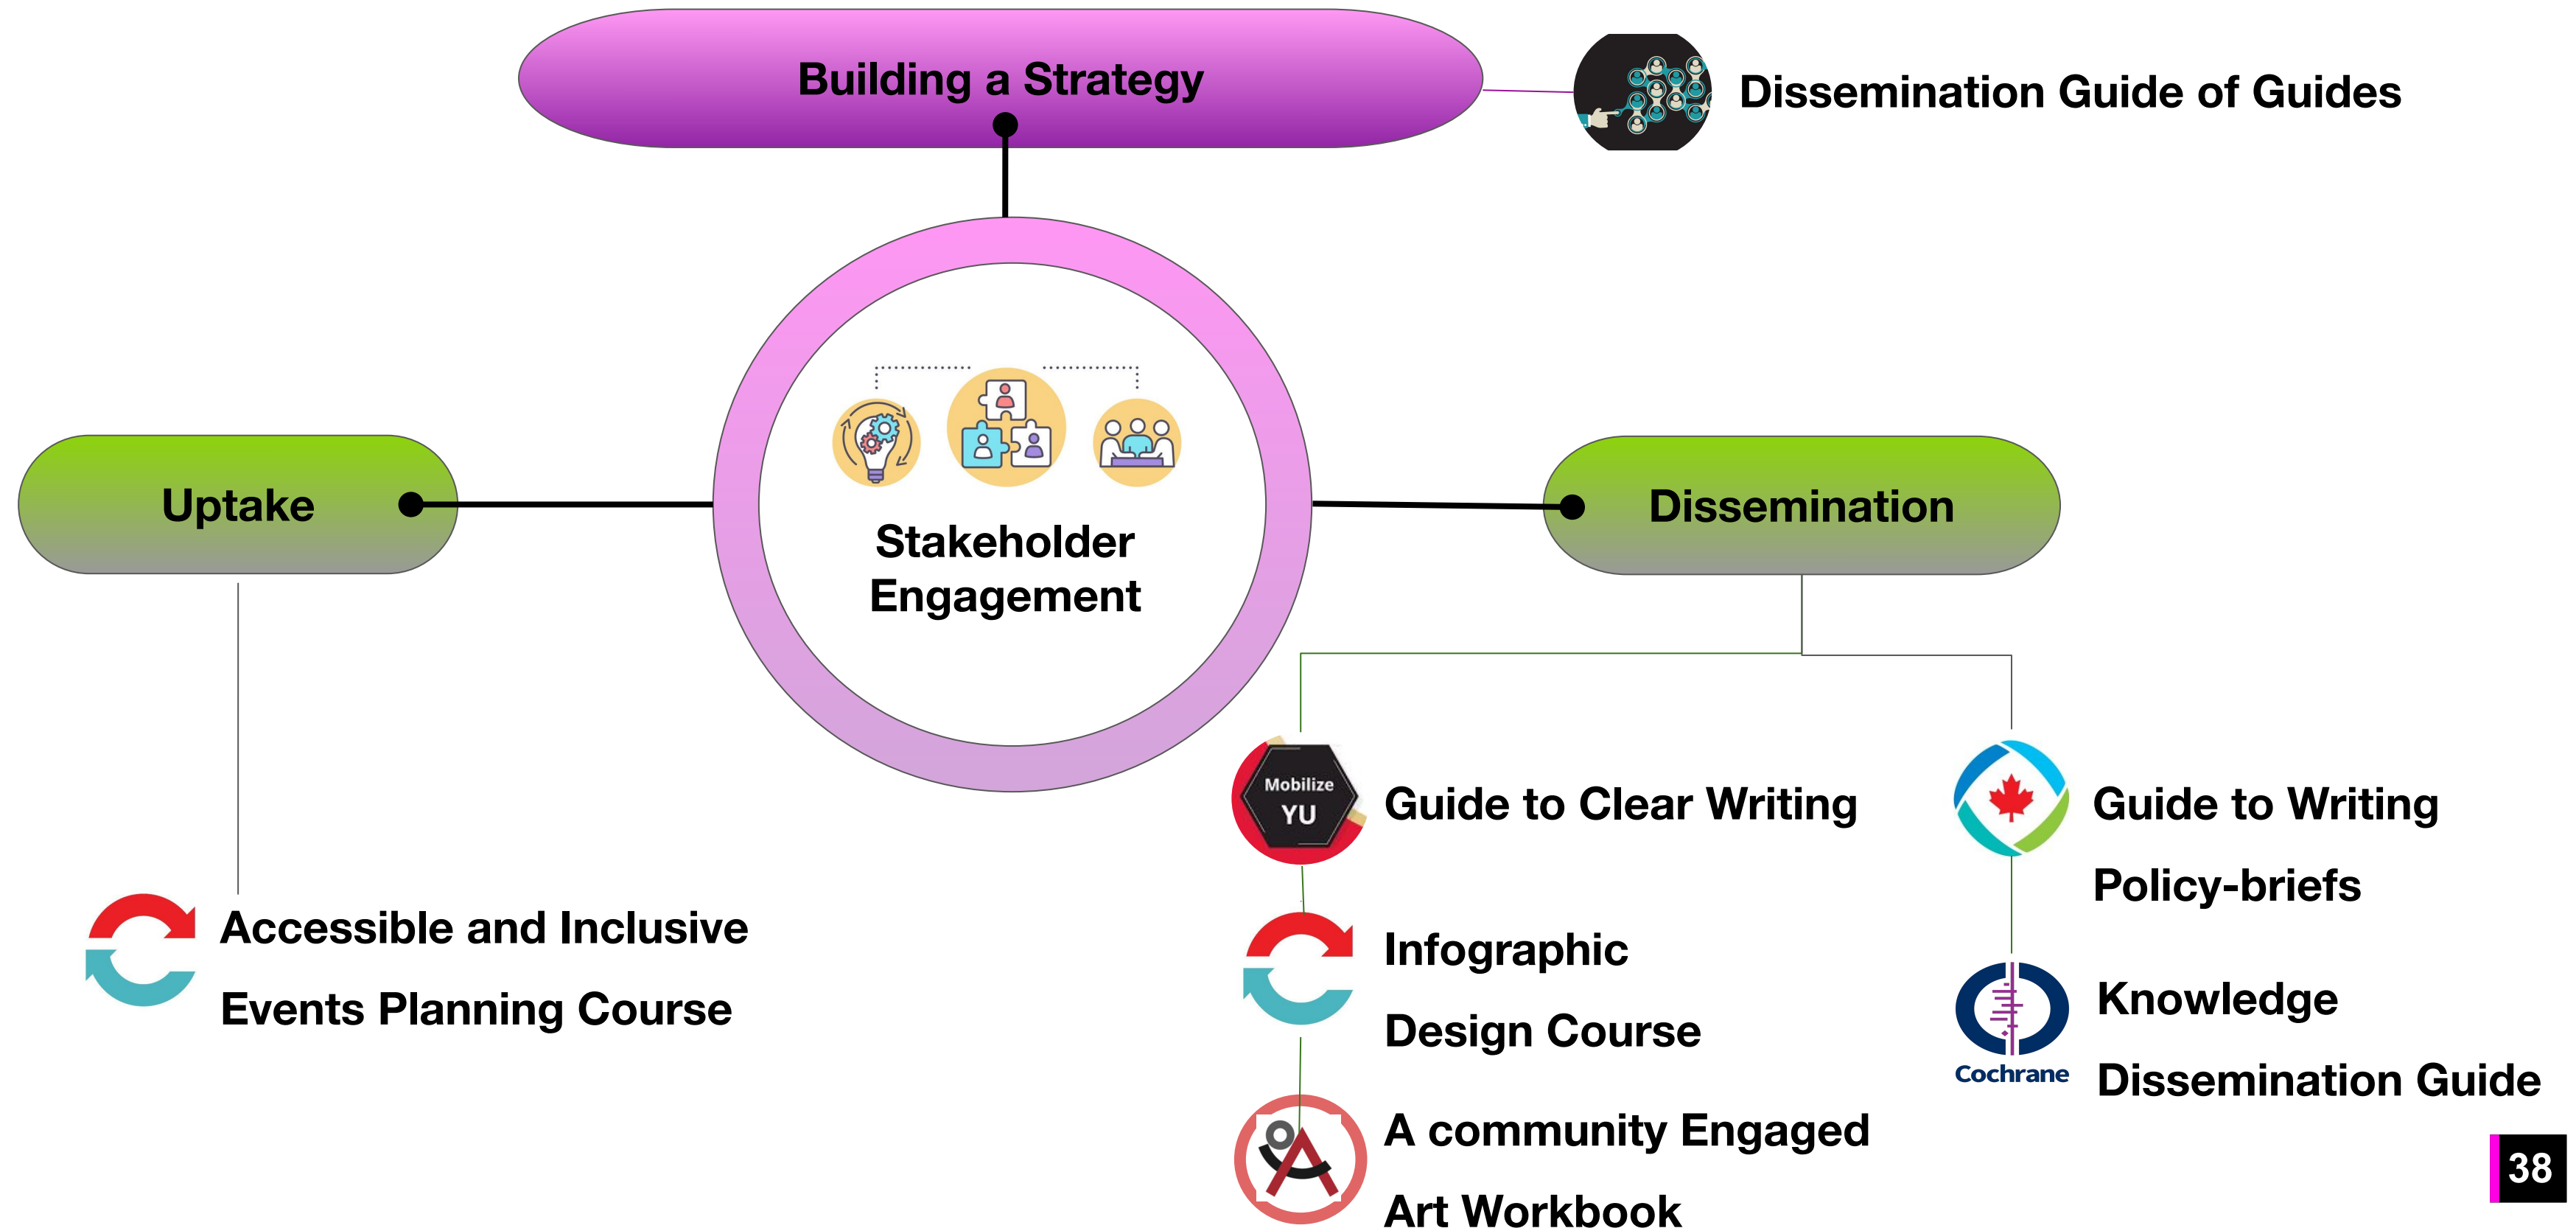 Building a Strategy
Dissemination Guide of Guides
Uptake
Stakeholder
Engagement
Dissemination
Accessible and Inclusive
Events Planning Course
Mobilize
YU
Guide to Clear Writing
Infographic
Design Course
A community Engaged
Art Workbook
Guide to Writing
Policy-briefs
Cochrane
Knowledge
Dissemination Guide
38